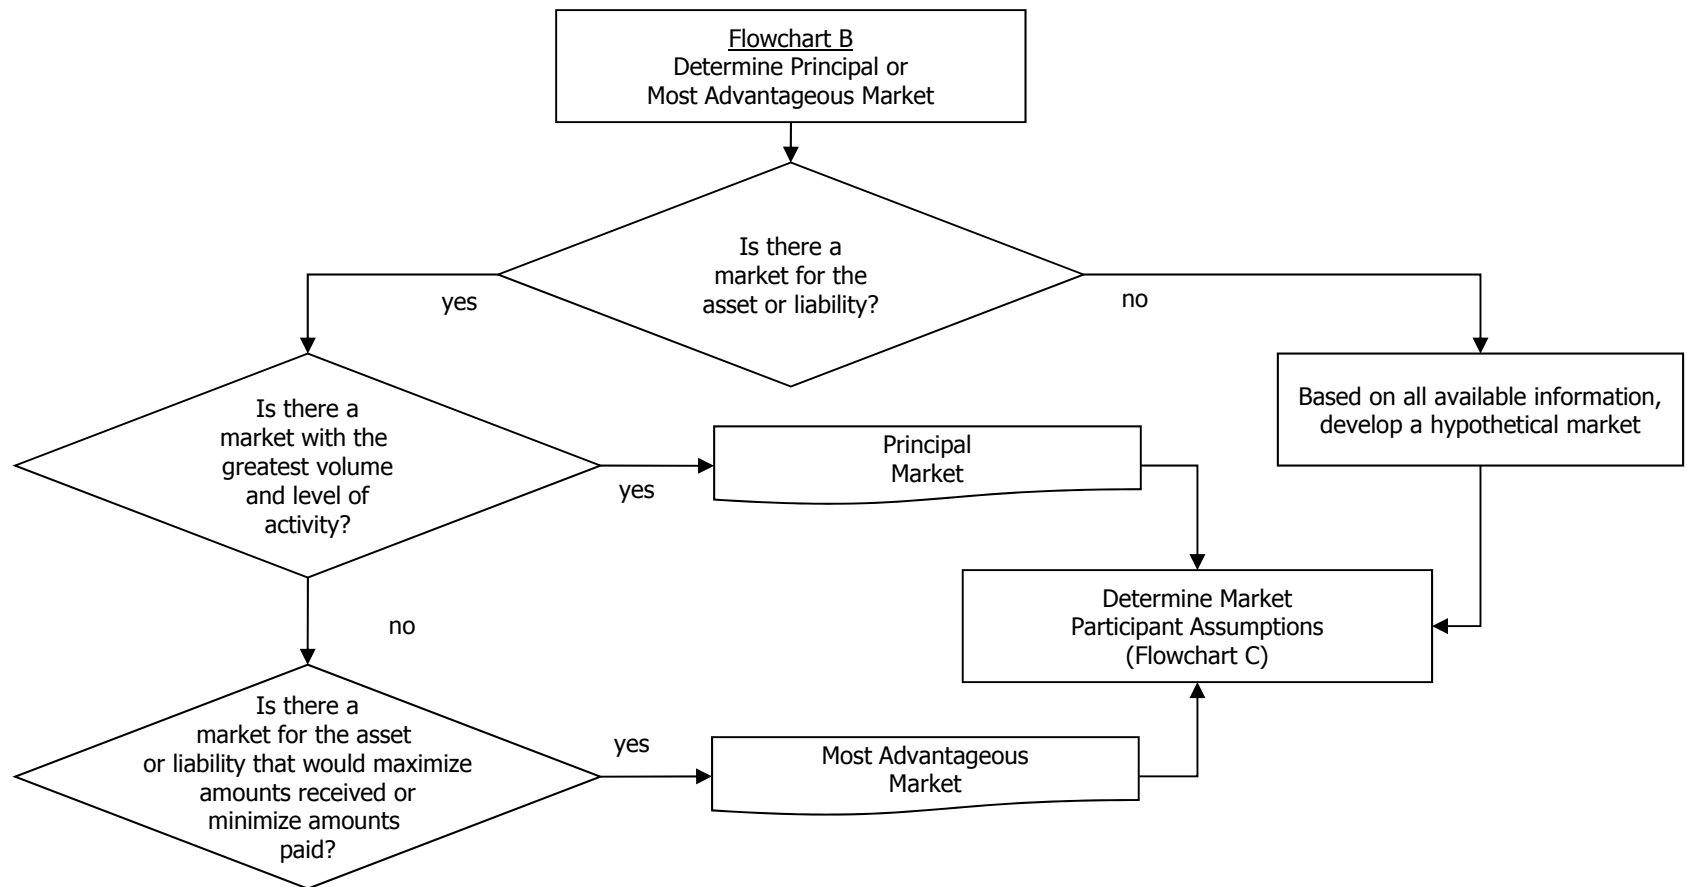 Flowchart B
Determine Principal or
Most Advantageous Market
Is there a
market for the
asset or liability?
yes
no
Is there a
market with the
greatest volume
and level of
activity?
yes
Principal
Market
Based on all available information,
develop a hypothetical market
no
Determine Market
Participant Assumptions
(Flowchart C)
Is there a
market for the asset
or liability that would maximize
amounts received or
minimize amounts
paid?
yes
Most Advantageous
Market